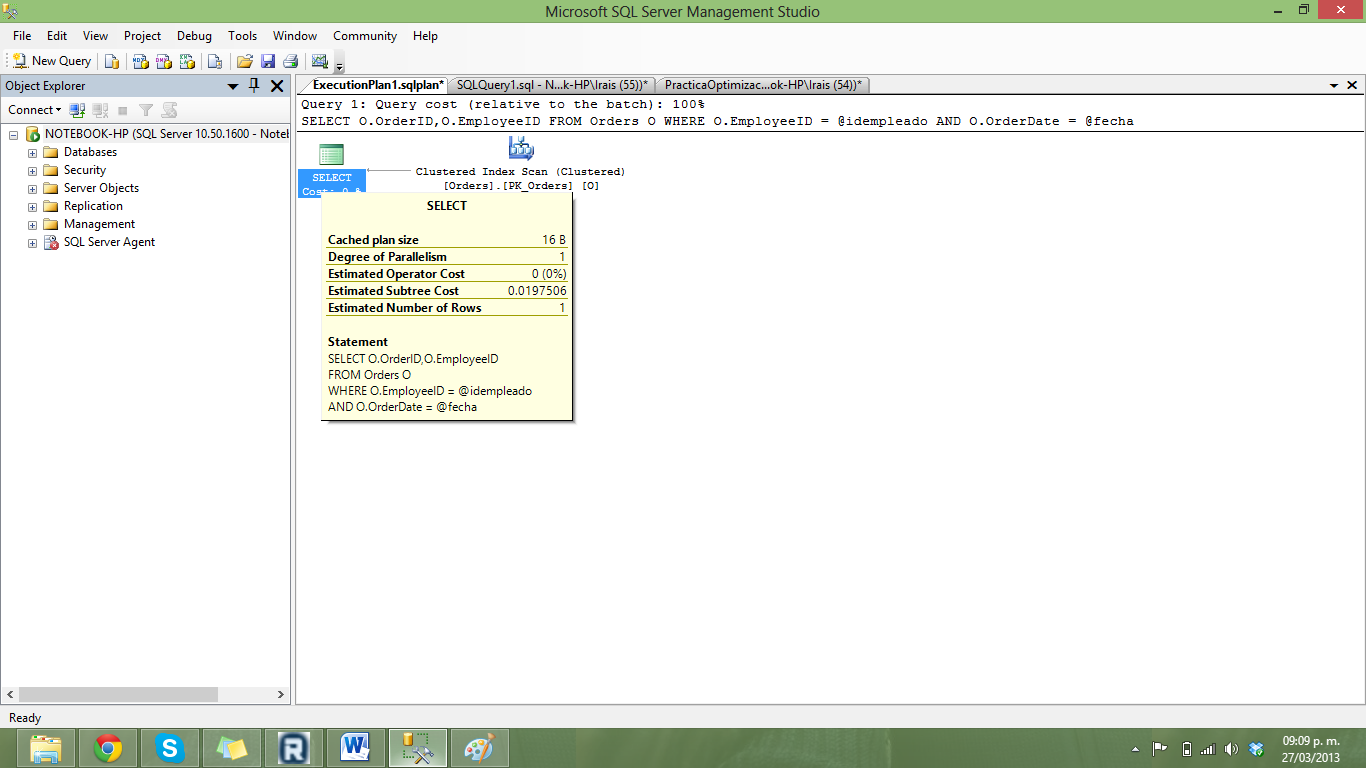 Microsoft SQL Server Management Studio
File Edit View Project Debug Tools Window Community Help
New Query
Object Explorer
Connect
NOTEBOOK-HP (SQL Server 10.50.1600 - Noteb
Databases
Security
Server Objects
Replication
Management
SQL Server Agent
ExecutionPlan1.sqlplan* SQLQuery1.sql - N...k-HP\Irais (55))* PracticaOptimizac...ok-HP\Irais (54))*
Query 1: Query cost (relative to the batch): 100%
SELECT O.OrderID,O.EmployeeID FROM Orders O WHERE O.EmployeeID = @idempleado AND O.OrderDate = @fecha
SELECT
Cost: 0 %
Clustered Index Scan (Clustered)
[Orders].[PK_Orders] [O]
SELECT
Cached plan size 16 B
Degree of Parallelism 1
Estimated Operator Cost 0 (0%)
Estimated Subtree Cost 0.0197506
Estimated Number of Rows 1
Statement
SELECT O.OrderID,O.EmployeeID
FROM Orders O
WHERE O.EmployeeID = @idempleado
AND O.OrderDate = @fecha
Ready
09:09 p. m.
27/03/2013